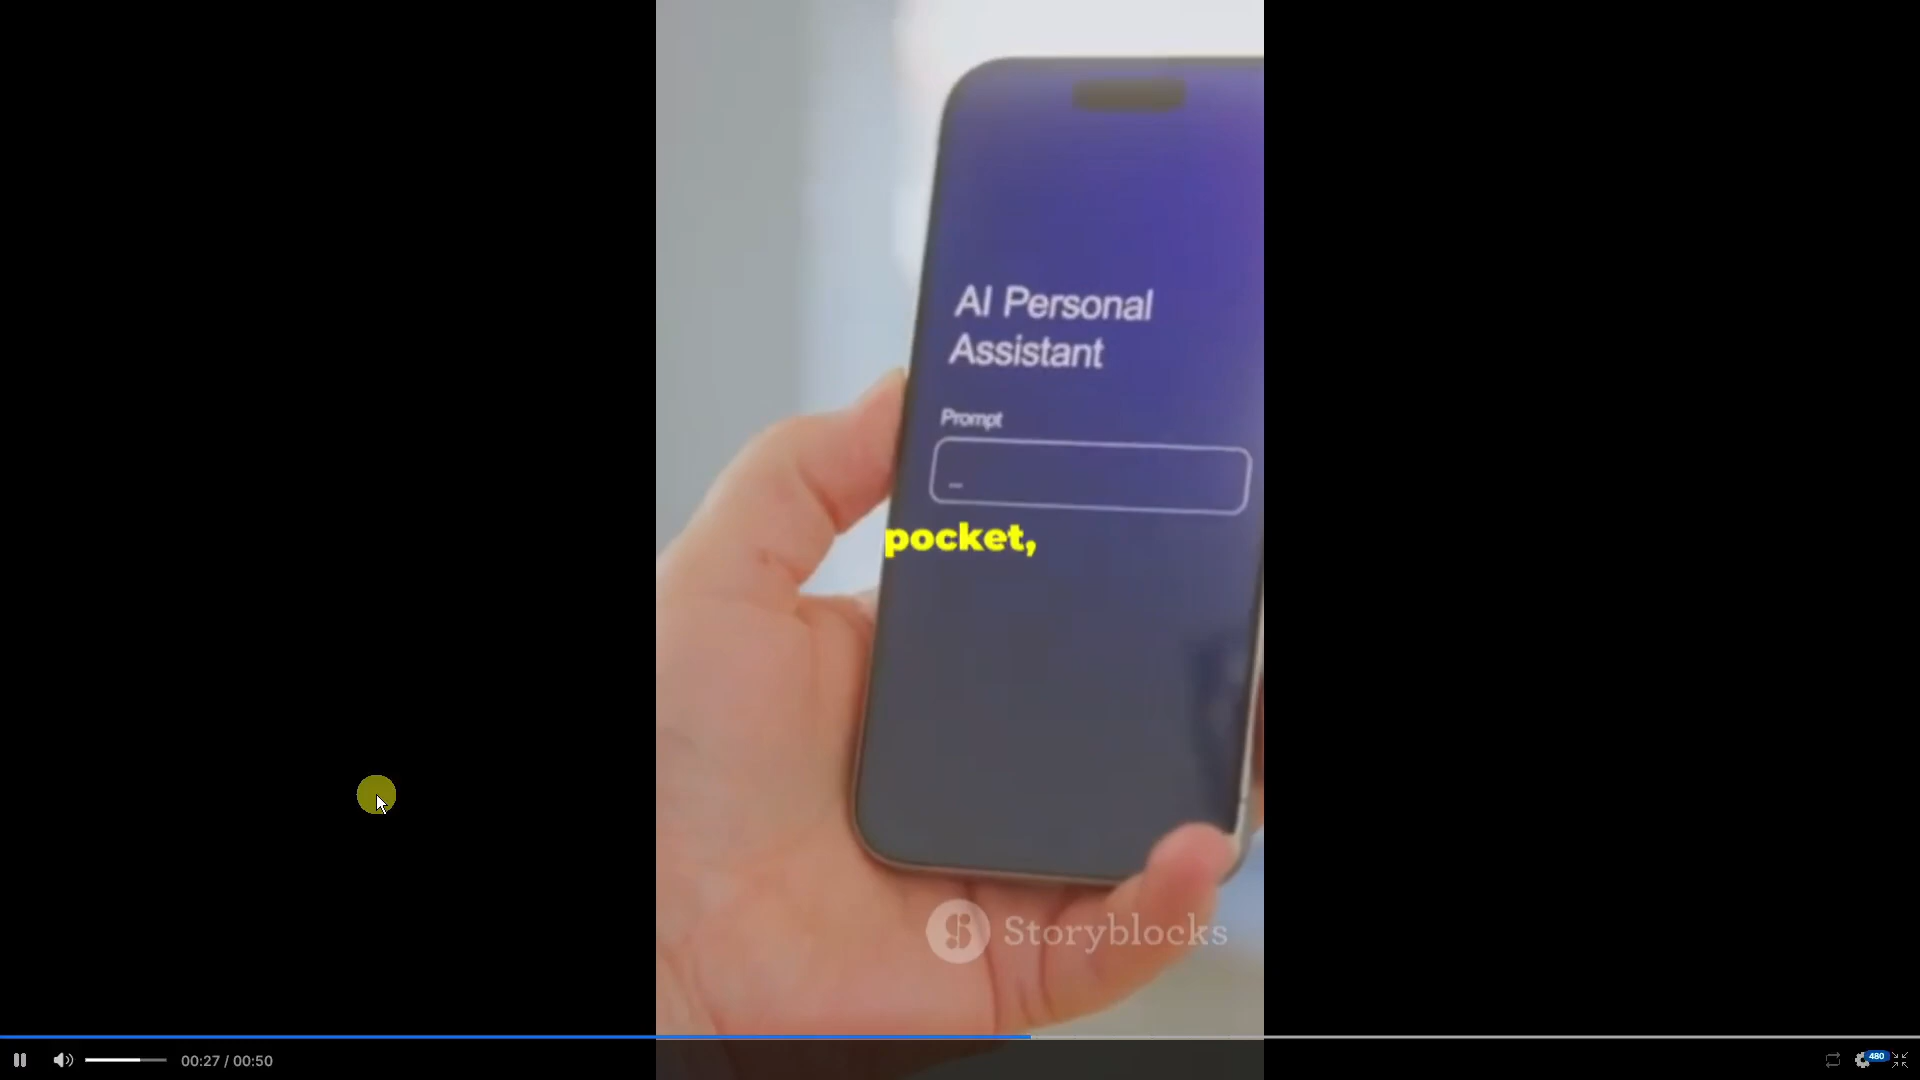 AI Personal
Assistant
Prompt
_
pocket,
Storyblocks
00:27 / 00:50
480